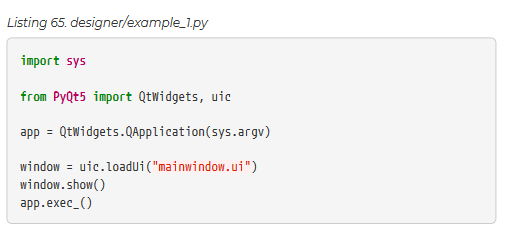 Listing 65. designer/example_1.py
import sys
from PyQt5 import QtWidgets, uic
app = QtWidgets.QApplication(sys.argv)
window = uic.loadUi("mainwindow.ui")
window.show()
app.exec_()